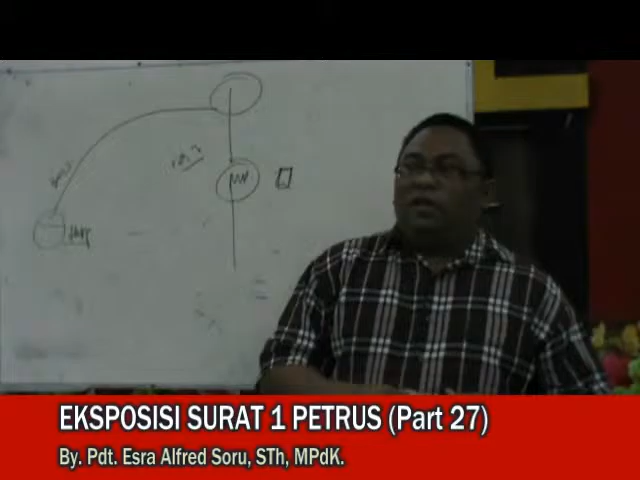 EKSPOSISI SURAT 1 PETRUS (Part 27)
By. Pdt. Esra Alfred Soru, STh, MPdK.